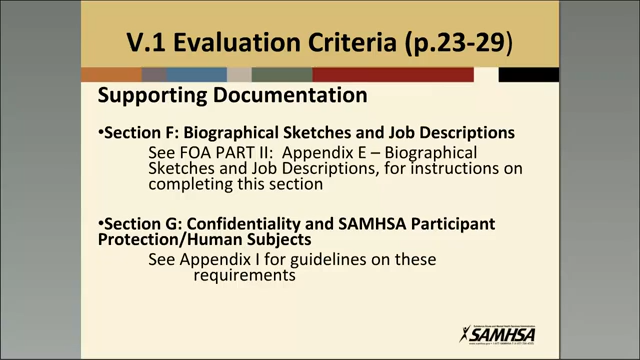 V.1 Evaluation Criteria (p.23-29)
Supporting Documentation
•Section F: Biographical Sketches and Job Descriptions
See FOA PART II: Appendix E – Biographical
Sketches and Job Descriptions, for instructions on
completing this section
•Section G: Confidentiality and SAMHSA Participant
Protection/Human Subjects
See Appendix I for guidelines on these
requirements
SAMHSA